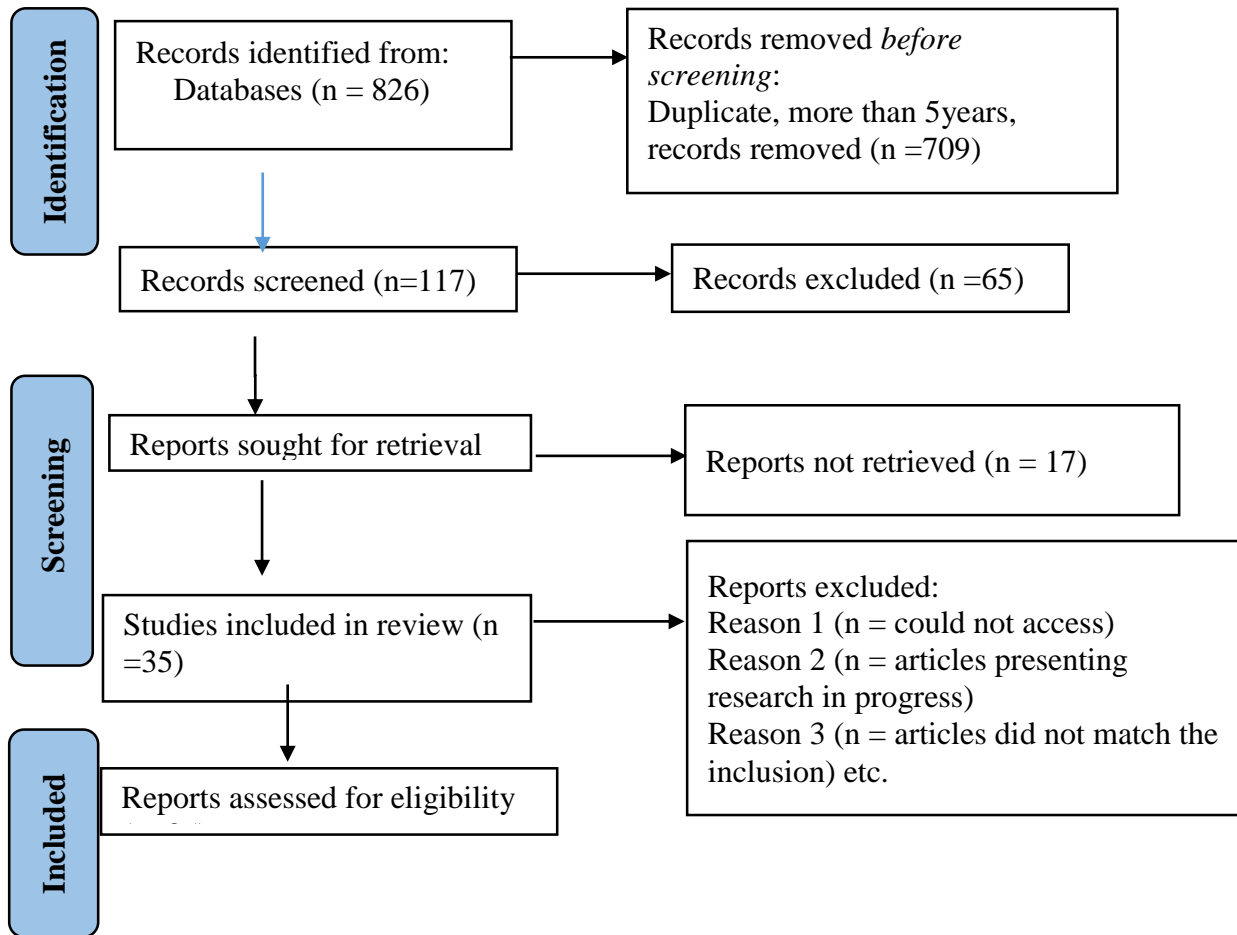 Identification
Records identified from:
Databases (n = 826)
Records removed before
screening:
Duplicate, more than 5years,
records removed (n =709)
Records screened (n=117)
Records excluded (n =65)
Screening
Reports sought for retrieval
Reports not retrieved (n = 17)
Studies included in review (n
=35)
Reports excluded:
Reason 1 (n = could not access)
Reason 2 (n = articles presenting
research in progress)
Reason 3 (n = articles did not match the
inclusion) etc.
Included
Reports assessed for eligibility